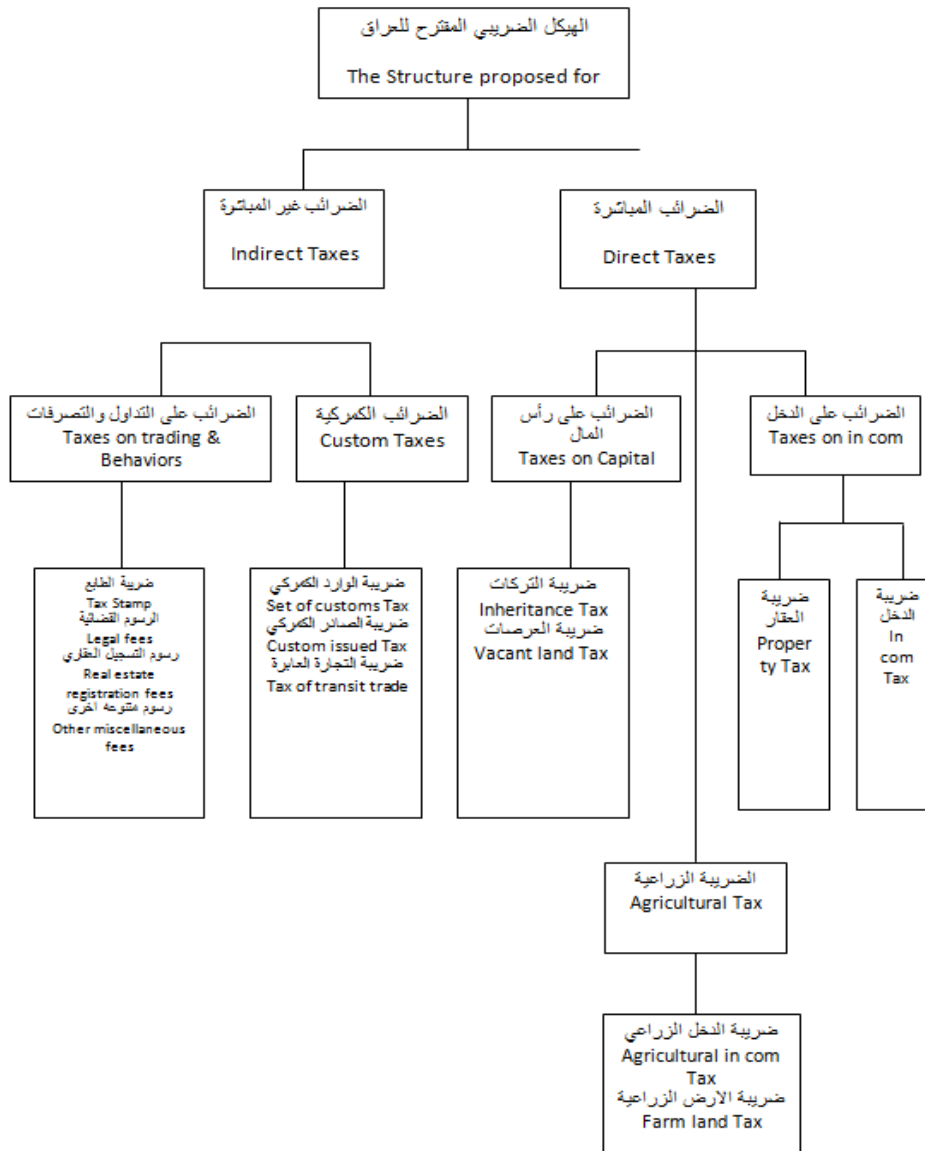 الهيكل الضريبي المقترح للعراق
The Structure proposed for
الضرائب غير المباشرة
Indirect Taxes
الضرائب المباشرة
Direct Taxes
الضرائب على التداول والتصرفات
Taxes on trading &
Behaviors
الضرائب الكمركية
Custom Taxes
الضرائب على رأس
المال
Taxes on Capital
الضرائب على الدخل
Taxes on in com
ضريبة الطابع
Tax Stamp
الرسوم القضائية
Legal fees
رسوم التسجيل العقاري
Real estate
registration fees
رسوم متنوعه اخرى
Other miscellaneous
fees
ضريبة الوارد الكمركي
Set of customs Tax
ضريبة الصادر الكمركي
Custom issued Tax
ضريبة التجارة العابرة
Tax of transit trade
ضريبة التركات
Inheritance Tax
ضريبة العرصات
Vacant land Tax
ضريبة
العقار
Proper
ty Tax
ضريبة
الدخل
In
com
Tax
الضريبة الزراعية
Agricultural Tax
ضريبة الدخل الزراعي
Agricultural in com
Tax
ضريبة الارض الزراعية
Farm land Tax